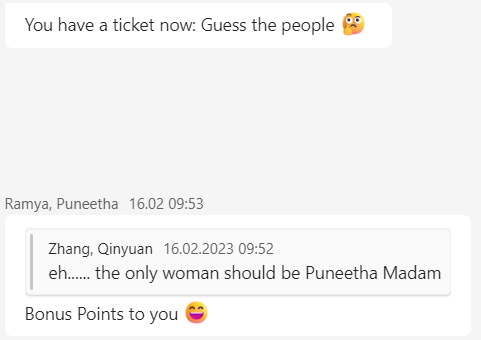 You have a ticket now: Guess the people 🤔
Ramya, Puneetha 16.02 09:53
Zhang, Qinyuan 16.02.2023 09:52
eh...... the only woman should be Puneetha Madam
Bonus Points to you 😄